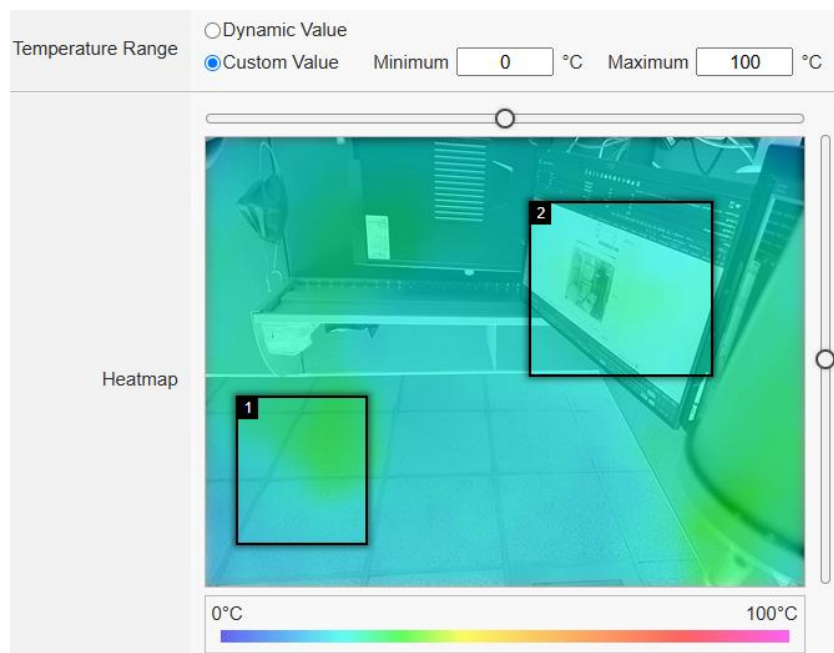 Dynamic Value
Temperature Range
Custom Value Minimum 0 °C Maximum 100 °C
2
Heatmap
1
0°C 100°C